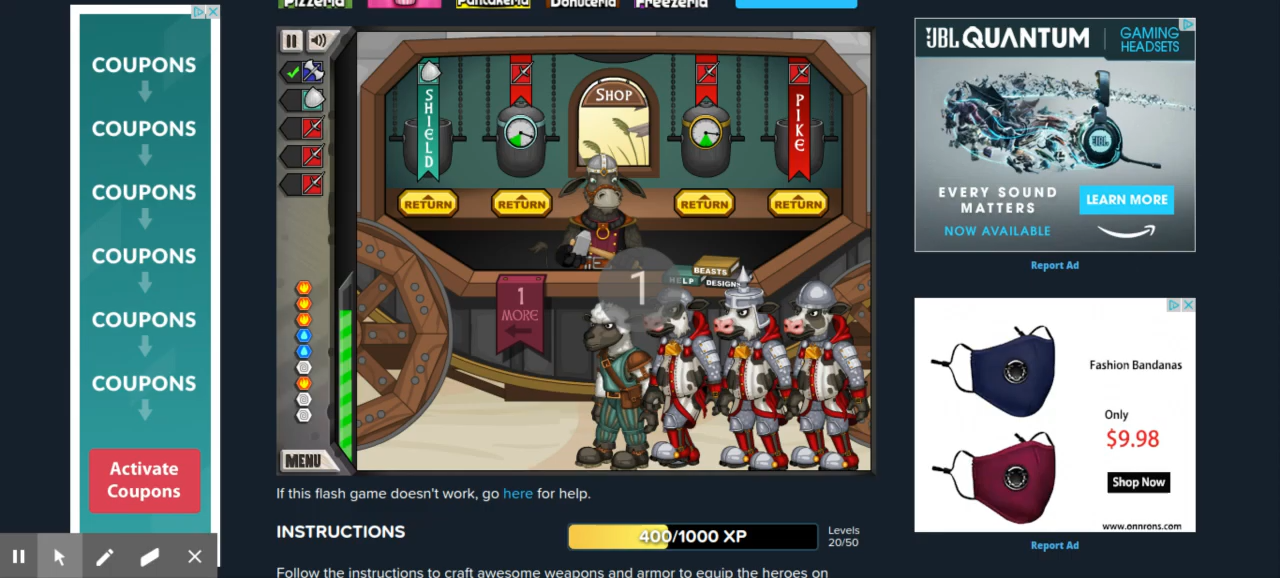 Pizzeria
Pancakeria
Donuteria
Freezeria
COUPONS
COUPONS
COUPONS
COUPONS
COUPONS
COUPONS
Activate
Coupons
SHIELD
SHOP
PIKE
RETURN
RETURN
RETURN
RETURN
1
MORE
1
BEASTS
HELP
DESIGNS
MENU
If this flash game doesn't work, go here for help.
INSTRUCTIONS
400/1000 XP
Levels
20/50
Follow the instructions to craft awesome weapons and armor to equip the heroes on
JBL QUANTUM
GAMING
HEADSETS
JBL
EVERY SOUND
MATTERS
NOW AVAILABLE
LEARN MORE
Report Ad
Fashion Bandanas
Only
$9.98
Shop Now
www.onnrons.com
Report Ad